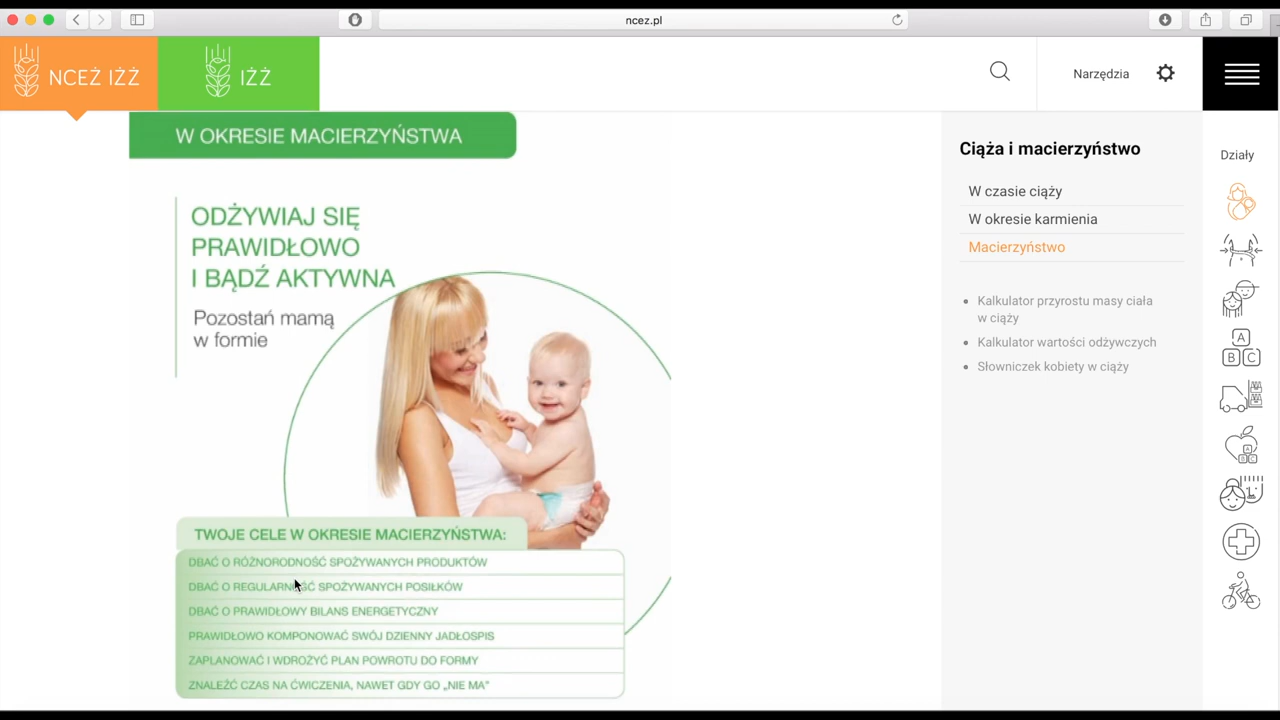 ncez.pl
NCEŻ IŻŻ
IŻŻ
Narzędzia
W OKRESIE MACIERZYŃSTWA
ODŻYWIAJ SIĘ
PRAWIDŁOWO
I BĄDŹ AKTYWNA
Pozostań mamą
w formie
TWOJE CELE W OKRESIE MACIERZYŃSTWA:
DBAĆ O RÓŻNORODNOŚĆ SPOŻYWANYCH PRODUKTÓW
DBAĆ O REGULARNOŚĆ SPOŻYWANYCH POSIŁKÓW
DBAĆ O PRAWIDŁOWY BILANS ENERGETYCZNY
PRAWIDŁOWO KOMPONOWAĆ SWÓJ DZIENNY JADŁOSPIS
ZAPLANOWAĆ I WDROŻYĆ PLAN POWROTU DO FORMY
ZNALEŹĆ CZAS NA ĆWICZENIA, NAWET GDY GO „NIE MA"
Ciąża i macierzyństwo
W czasie ciąży
W okresie karmienia
Macierzyństwo
Kalkulator przyrostu masy ciała
w ciąży
Kalkulator wartości odżywczych
Słowniczek kobiety w ciąży
Działy
A
B C
A
B C